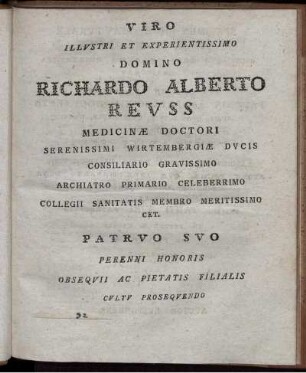 VIRO
ILLVSTRI ET EXPERIENTISSIMO
DOMINO
RICHARDO ALBERTO
REVSS
MEDICINÆ DOCTORI
SERENISSIMI WIRTEMBERGIÆ DVCIS
CONSILIARIO GRAVISSIMO
ARCHIATRO PRIMARIO CELEBERRIMO
COLLEGII SANITATIS MEMBRO MERITISSIMO
CET.
PATRVO SVO
PERENNI HONORIS
OBSEQVII AC PIETATIS FILIALIS
CVLTV PROSEQVENDO
)(2